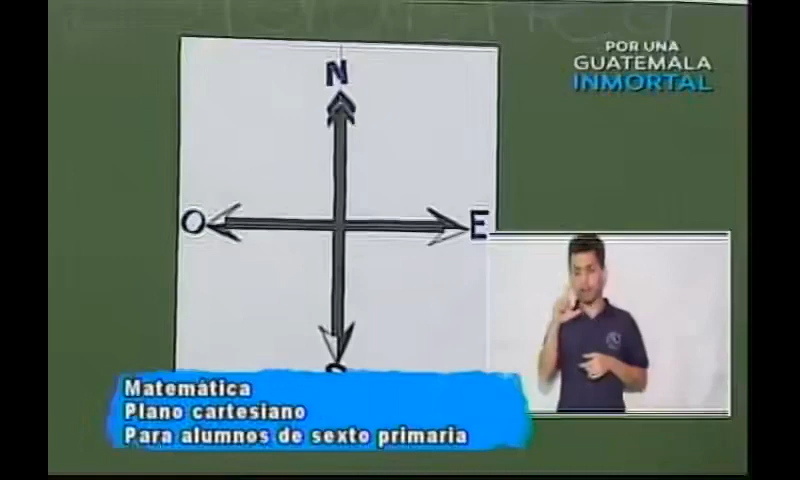 POR UNA
GUATEMALA
INMORTAL
N
O
E
S
Matemática
Plano cartesiano
Para alumnos de sexto primaria